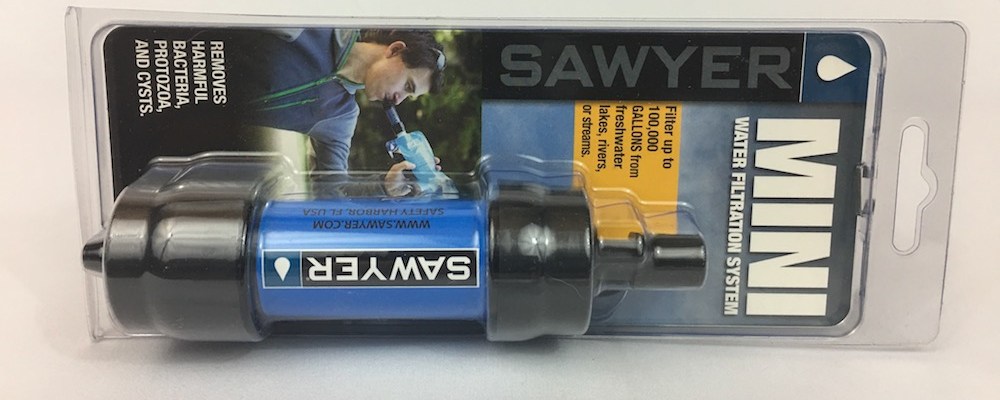 SAWYER
MINI
WATER FILTRATION SYSTEM
Filter up to
100,000
GALLONS from
freshwater
lakes, rivers,
or streams.
REMOVES
HARMFUL
BACTERIA,
PROTOZOA,
AND CYSTS.
SAWYER
WWW.SAWYER.COM
SAFETY HARBOR, FL USA